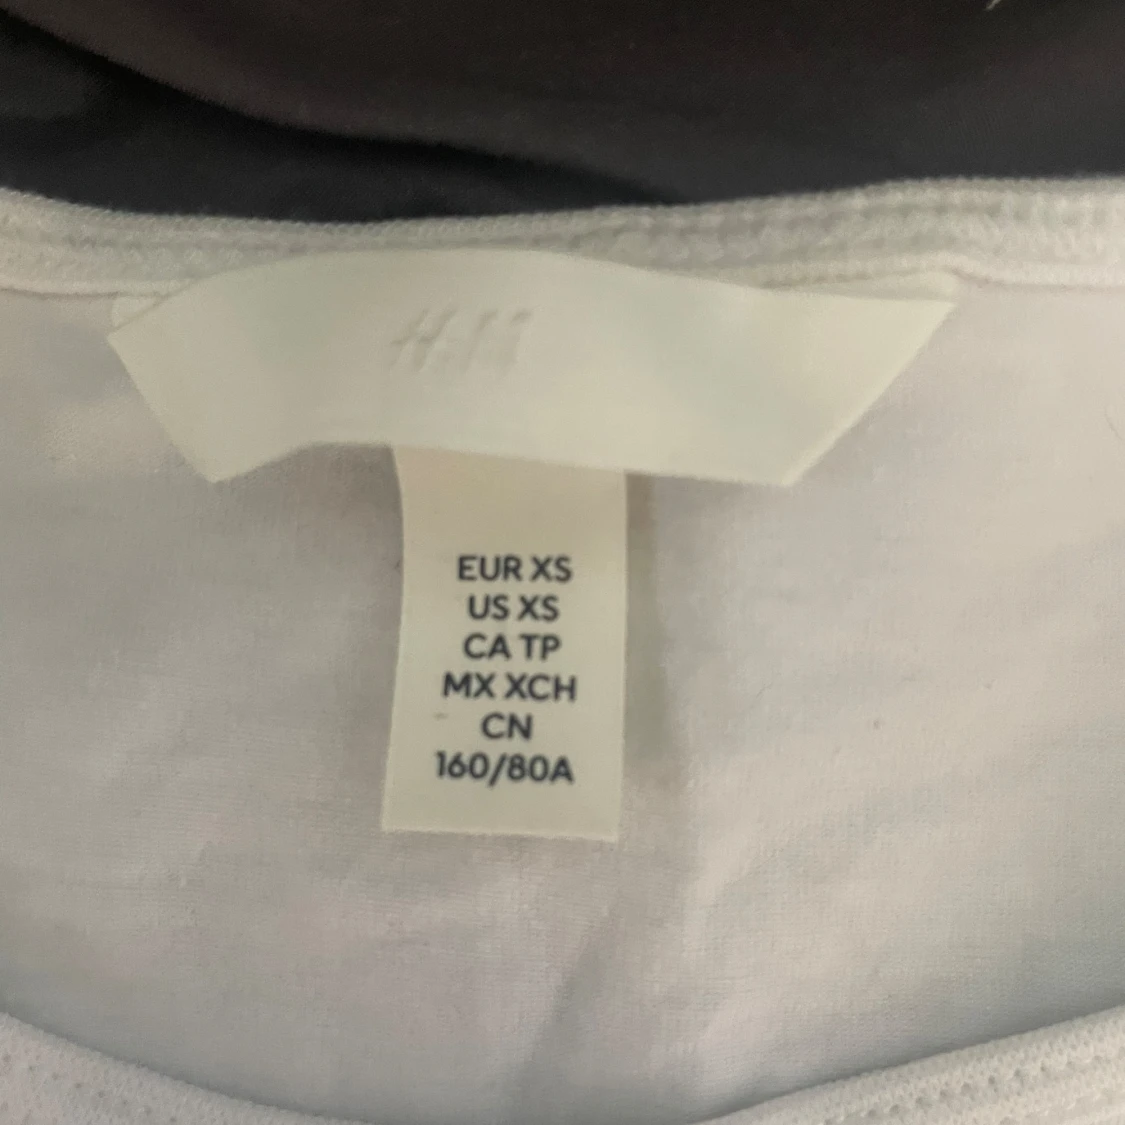 H&M
EUR XS
US XS
CA TP
MX XCH
CN
160/80A